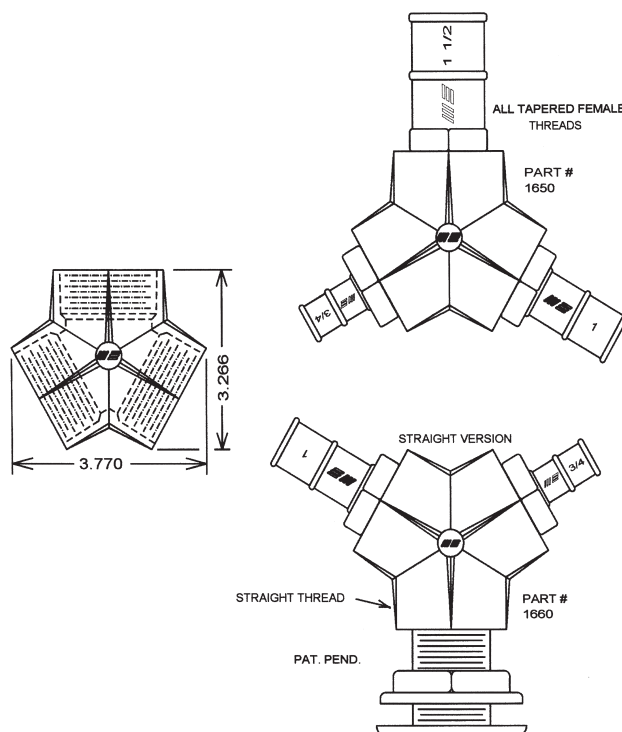 1 1/2
ALL TAPERED FEMALE
THREADS
PART #
1650
3/4
1
3.266
3.770
STRAIGHT VERSION
1
3/4
STRAIGHT THREAD
PART #
1660
PAT. PEND.